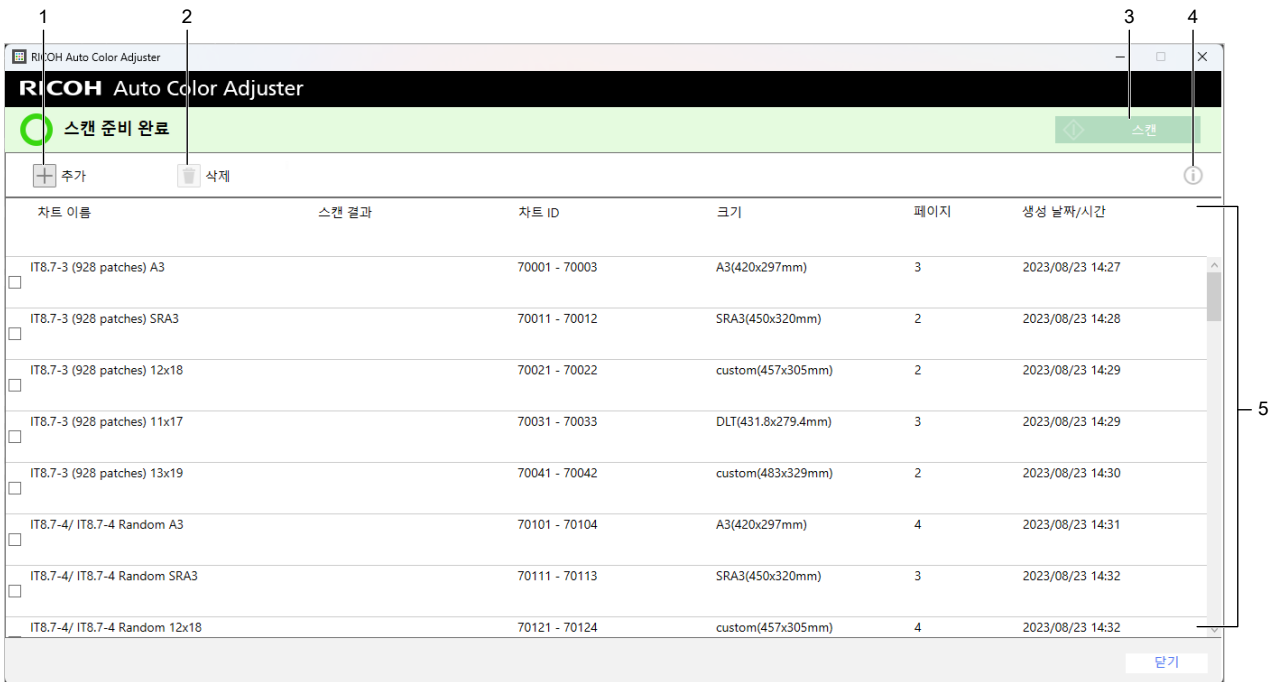 1 2 3 4
RICOH Auto Color Adjuster
RICOH Auto Color Adjuster
스캔 준비 완료 스캔
추가 삭제
차트 이름 스캔 결과 차트 ID 크기 페이지 생성 날짜/시간
IT8.7-3 (928 patches) A3 70001 - 70003 A3(420x297mm) 3 2023/08/23 14:27
IT8.7-3 (928 patches) SRA3 70011 - 70012 SRA3(450x320mm) 2 2023/08/23 14:28
IT8.7-3 (928 patches) 12x18 70021 - 70022 custom(457x305mm) 2 2023/08/23 14:29
IT8.7-3 (928 patches) 11x17 70031 - 70033 DLT(431.8x279.4mm) 3 2023/08/23 14:29
5
IT8.7-3 (928 patches) 13x19 70041 - 70042 custom(483x329mm) 2 2023/08/23 14:30
IT8.7-4/ IT8.7-4 Random A3 70101 - 70104 A3(420x297mm) 4 2023/08/23 14:31
IT8.7-4/ IT8.7-4 Random SRA3 70111 - 70113 SRA3(450x320mm) 3 2023/08/23 14:32
IT8.7-4/ IT8.7-4 Random 12x18 70121 - 70124 custom(457x305mm) 4 2023/08/23 14:32
닫기